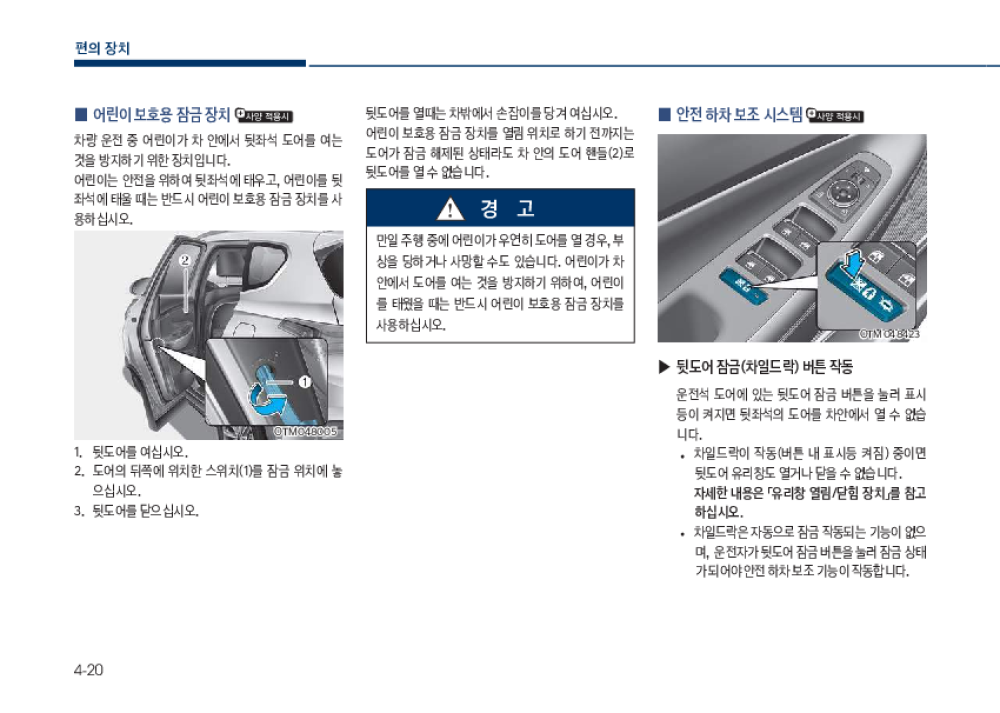 편의 장치
■ 어린이 보호용 잠금 장치 사양 적용시
차량 운전 중 어린이가 차 안에서 뒷좌석 도어를 여는
것을 방지하기 위한 장치입니다.
어린이는 안전을 위하여 뒷좌석에 태우고, 어린이를 뒷
좌석에 태울 때는 반드시 어린이 보호용 잠금 장치를 사
용하십시오.
②
①
OTM048005
1. 뒷도어를 여십시오.
2. 도어의 뒤쪽에 위치한 스위치(1)를 잠금 위치에 놓
으십시오.
3. 뒷도어를 닫으십시오.
뒷도어를 열때는 차밖에서 손잡이를 당겨 여십시오.
어린이 보호용 잠금 장치를 열림 위치로 하기 전까지는
도어가 잠금 해제된 상태라도 차 안의 도어 핸들(2)로
뒷도어를 열 수 없습니다.
경 고
만일 주행 중에 어린이가 우연히 도어를 열 경우, 부
상을 당하거나 사망할 수도 있습니다. 어린이가 차
안에서 도어를 여는 것을 방지하기 위하여, 어린이
를 태웠을 때는 반드시 어린이 보호용 잠금 장치를
사용하십시오.
■ 안전 하차 보조 시스템 사양 적용시
OTM048423
▶ 뒷도어 잠금(차일드락) 버튼 작동
운전석 도어에 있는 뒷도어 잠금 버튼을 눌러 표시
등이 켜지면 뒷좌석의 도어를 차안에서 열 수 없습
니다.
• 차일드락이 작동(버튼 내 표시등 켜짐) 중이면
뒷도어 유리창도 열거나 닫을 수 없습니다.
자세한 내용은 「유리창 열림/닫힘 장치」를 참고
하십시오.
• 차일드락은 자동으로 잠금 작동되는 기능이 없으
며, 운전자가 뒷도어 잠금 버튼을 눌러 잠금 상태
가 되어야 안전 하차 보조 기능이 작동합니다.
4-20